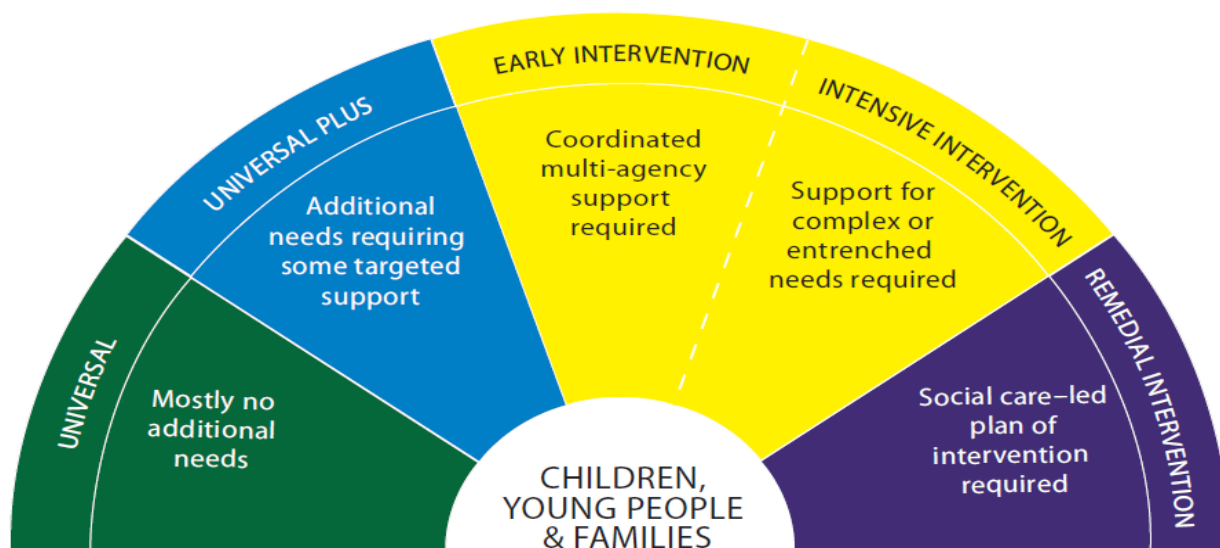 UNIVERSAL
Mostly no
additional
needs
UNIVERSAL PLUS
Additional
needs requiring
some targeted
support
EARLY INTERVENTION
Coordinated
multi-agency
support
required
INTENSIVE INTERVENTION
Support for
complex or
entrenched
needs required
REMEDIAL INTERVENTION
Social care–led
plan of
intervention
required
CHILDREN,
YOUNG PEOPLE
& FAMILIES